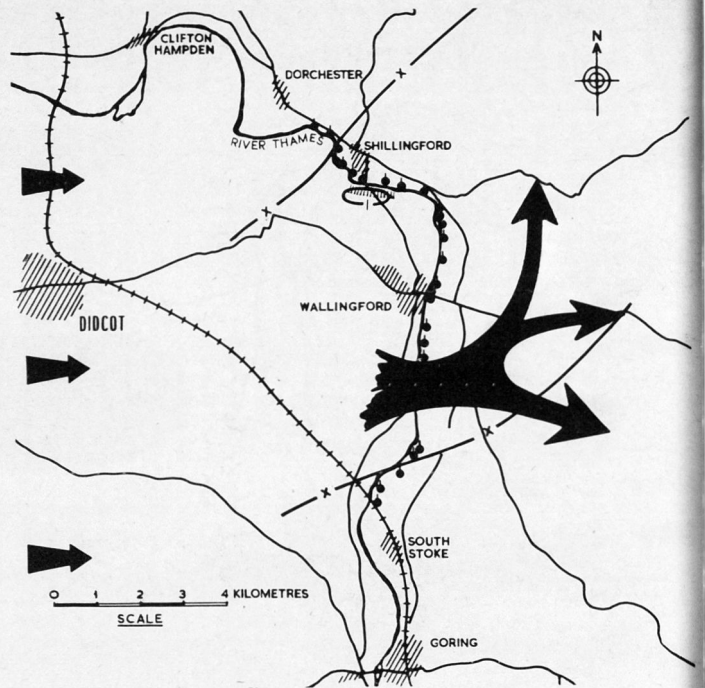 CLIFTON
HAMPDEN
N
DORCHESTER
RIVER THAMES
SHILLINGFORD
X
X
WALLINGFORD
DIDCOT
X
X
SOUTH
STOKE
0 1 2 3 4 KILOMETRES
SCALE
GORING